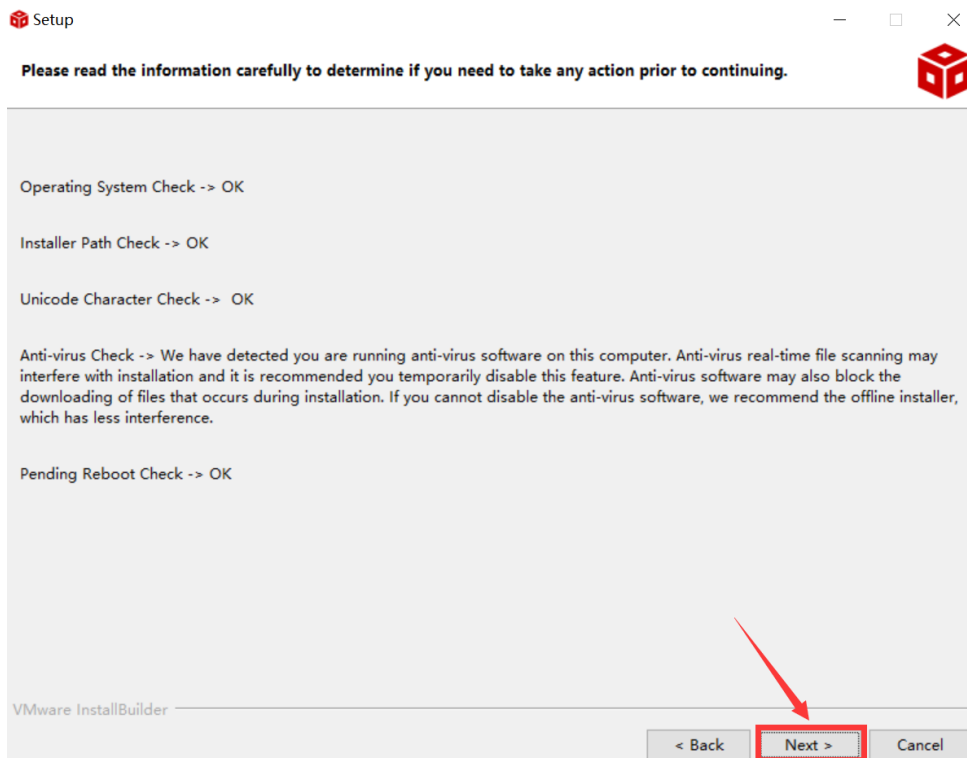 Setup
Please read the information carefully to determine if you need to take any action prior to continuing.
Operating System Check -> OK
Installer Path Check -> OK
Unicode Character Check ->  OK
Anti-virus Check -> We have detected you are running anti-virus software on this computer. Anti-virus real-time file scanning may
interfere with installation and it is recommended you temporarily disable this feature. Anti-virus software may also block the
downloading of files that occurs during installation. If you cannot disable the anti-virus software, we recommend the offline installer,
which has less interference.
Pending Reboot Check -> OK
VMware InstallBuilder
< Back
Next >
Cancel